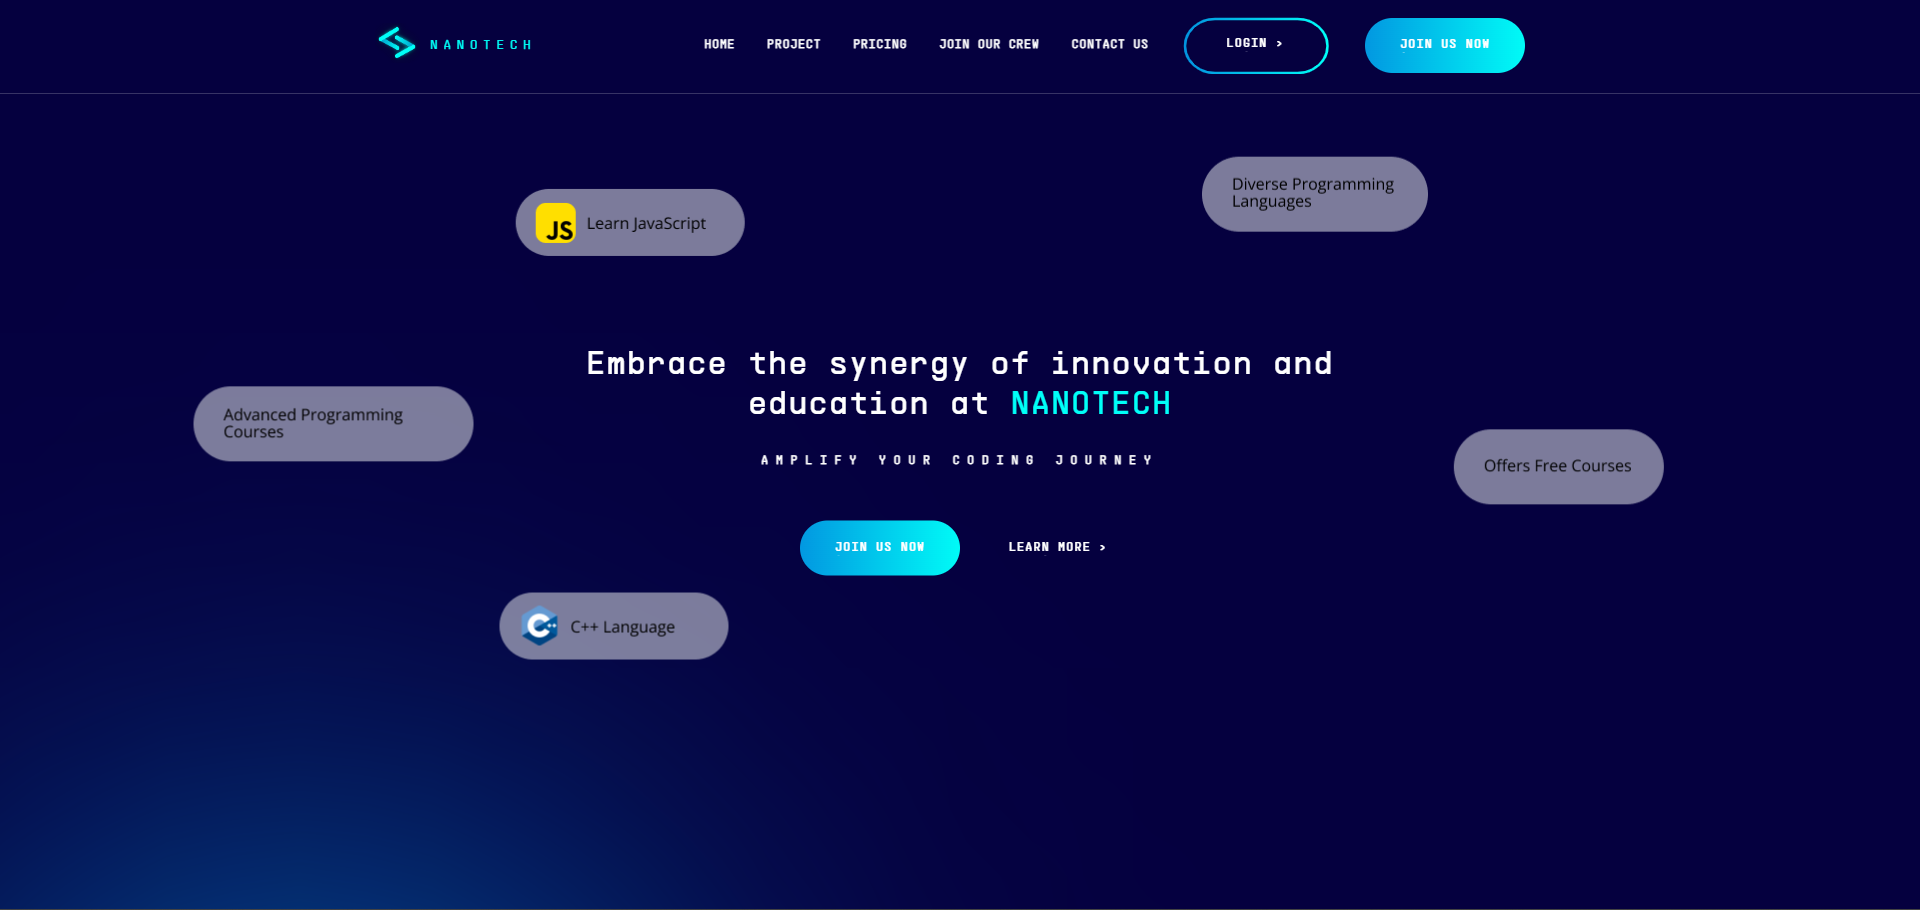 NANOTECH
HOME
PROJECT
PRICING
JOIN OUR CREW
CONTACT US
LOGIN >
JOIN US NOW
Diverse Programming
Languages
JS
Learn JavaScript
Embrace the synergy of innovation and
education at NANOTECH
Advanced Programming
Courses
AMPLIFY YOUR CODING JOURNEY
Offers Free Courses
JOIN US NOW
LEARN MORE >
C++
C++ Language